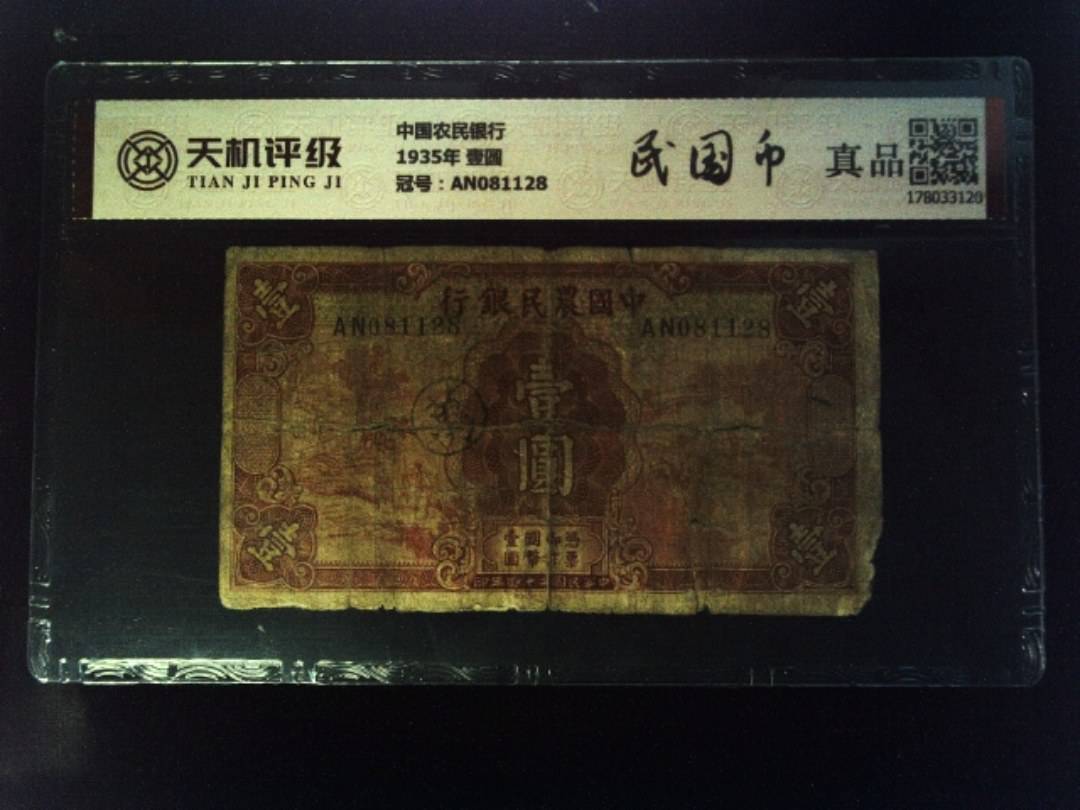 天机评级
TIAN JI PING JI
中国农民银行
1935年 壹圆
冠号：AN081128
民国币
真品
178033120
行銀民農國中
AN081128
AN081128
壹
壹
壹
圓
壹
壹